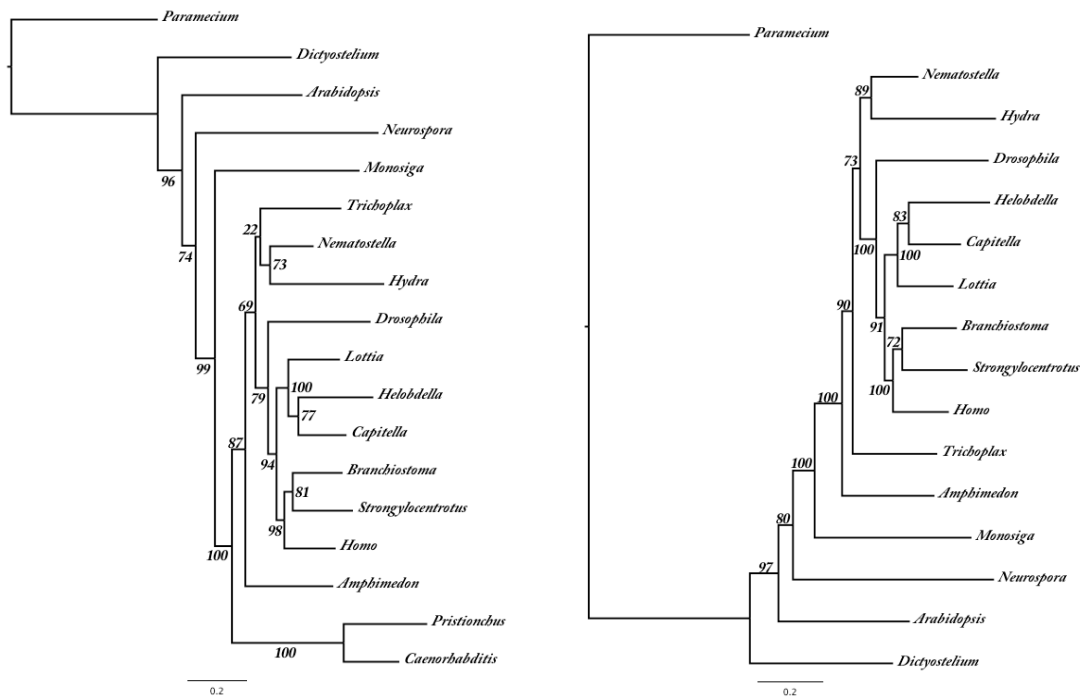 Paramecium
Dictyostelium
Arabidopsis
Neurospora
96
Monosiga
Trichoplax
22
Nematostella
74
73
Hydra
69
Drosophila
Lottia
99
100
Helobdella
79
77
Capitella
87
94
Branchiostoma
81
Strongylocentrotus
98
Homo
100
Amphimedon
Pristionchus
100
Caenorhabditis
0.2
Paramecium
Nematostella
89
Hydra
73
Drosophila
Helobdella
83
Capitella
100
100
Lottia
90
91
Branchiostoma
72
Strongylocentrotus
100
Homo
100
Trichoplax
100
Amphimedon
80
Monosiga
97
Neurospora
Arabidopsis
Dictyostelium
0.2